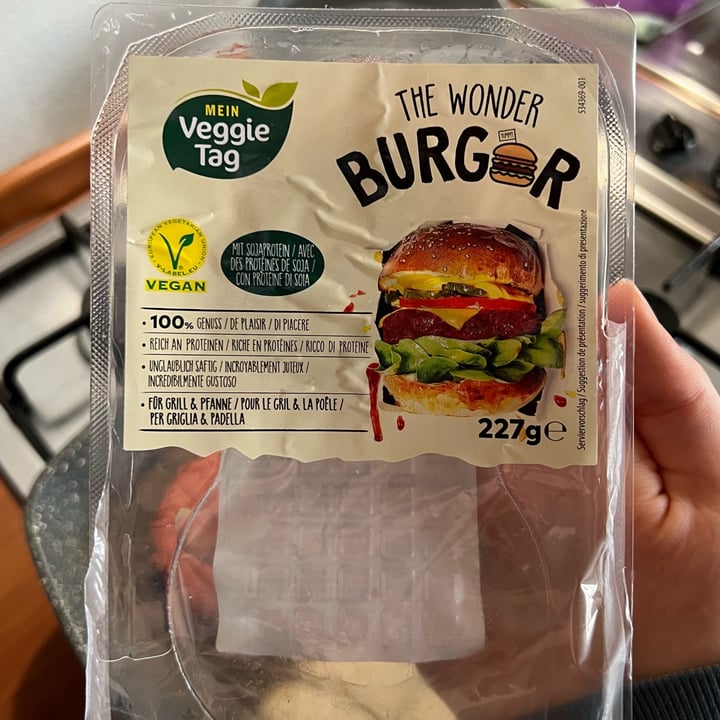 MEIN
Veggie
Tag
THE WONDER
BURGER
534369-001
EUROPEAN VEGETARIAN UNION
V-LABEL.EU
VEGAN
MIT SOJAPROTEIN / AVEC
DES PROTÉINES DE SOJA /
CON PROTEINE DI SOIA
• 100% GENUSS / DE PLAISIR / DI PIACERE
• REICH AN PROTEINEN / RICHE EN PROTÉINES / RICCO DI PROTEINE
• UNGLAUBLICH SAFTIG / INCROYABLEMENT JUTEUX /
INCREDIBILMENTE GUSTOSO
• FÜR GRILL & PFANNE / POUR LE GRIL & LA POÊLE /
PER GRIGLIA & PADELLA
227g℮
Serviervorschlag / Suggestion de présentation / suggerimento di presentazione